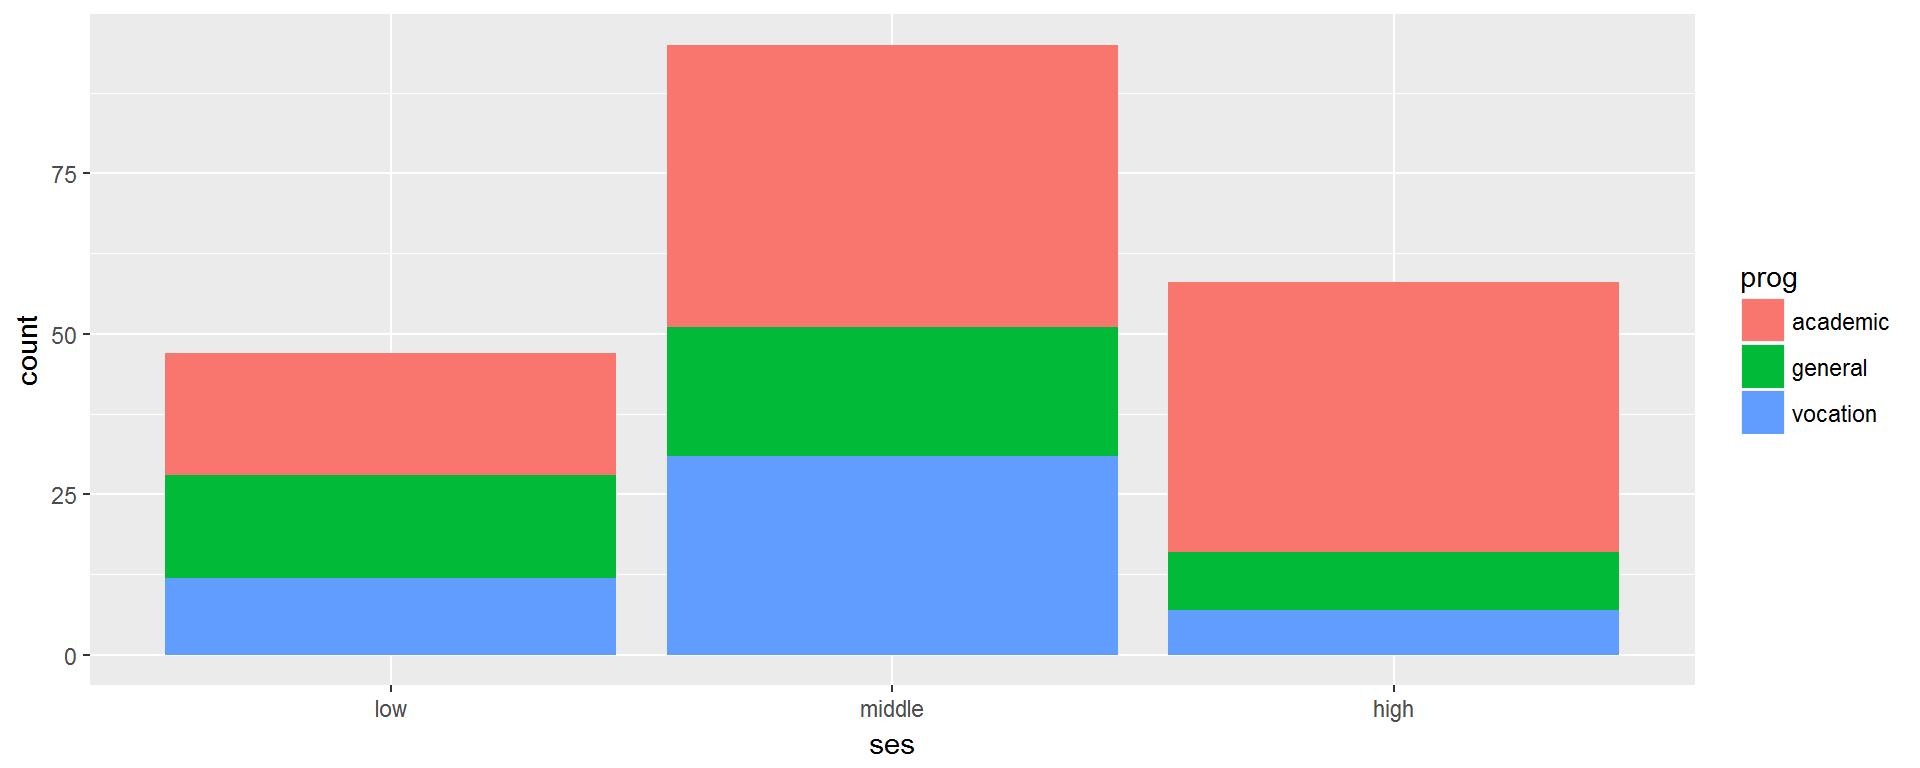 count
75
50
25
0
low
middle
high
ses
prog
academic
general
vocation